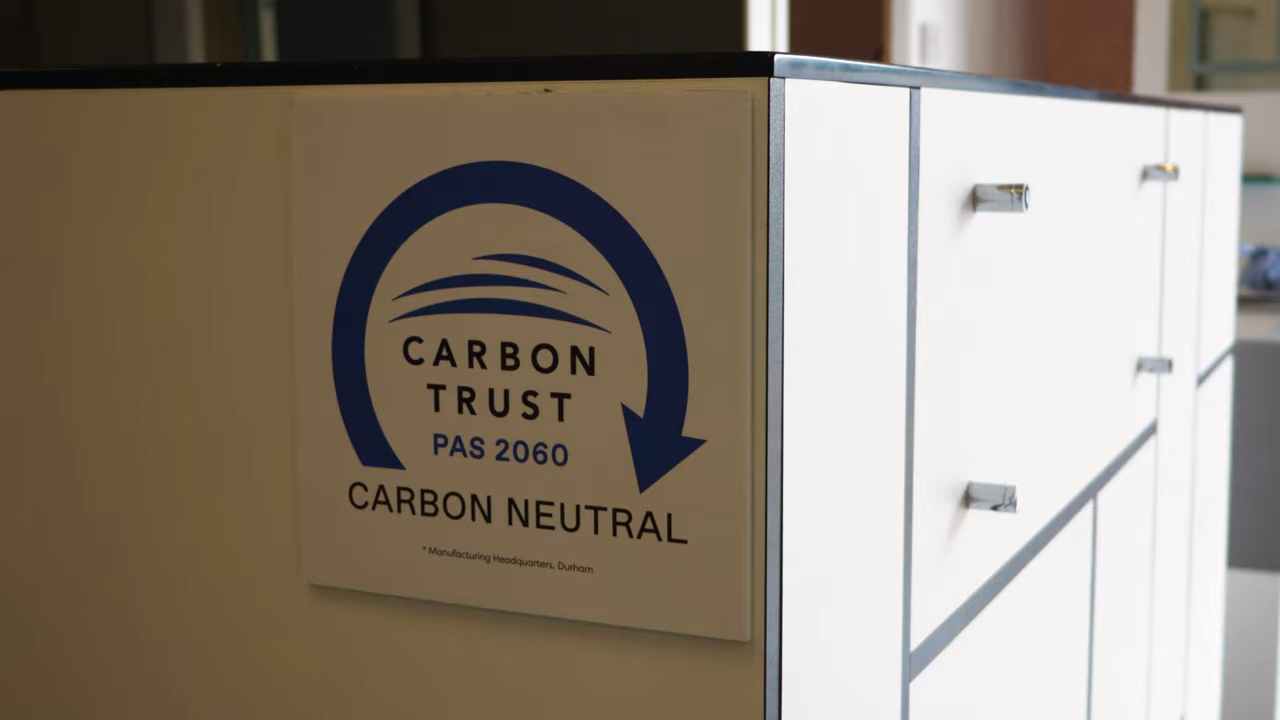 CARBON
TRUST
PAS 2060
CARBON NEUTRAL
* Manufacturing Headquarters, Durham